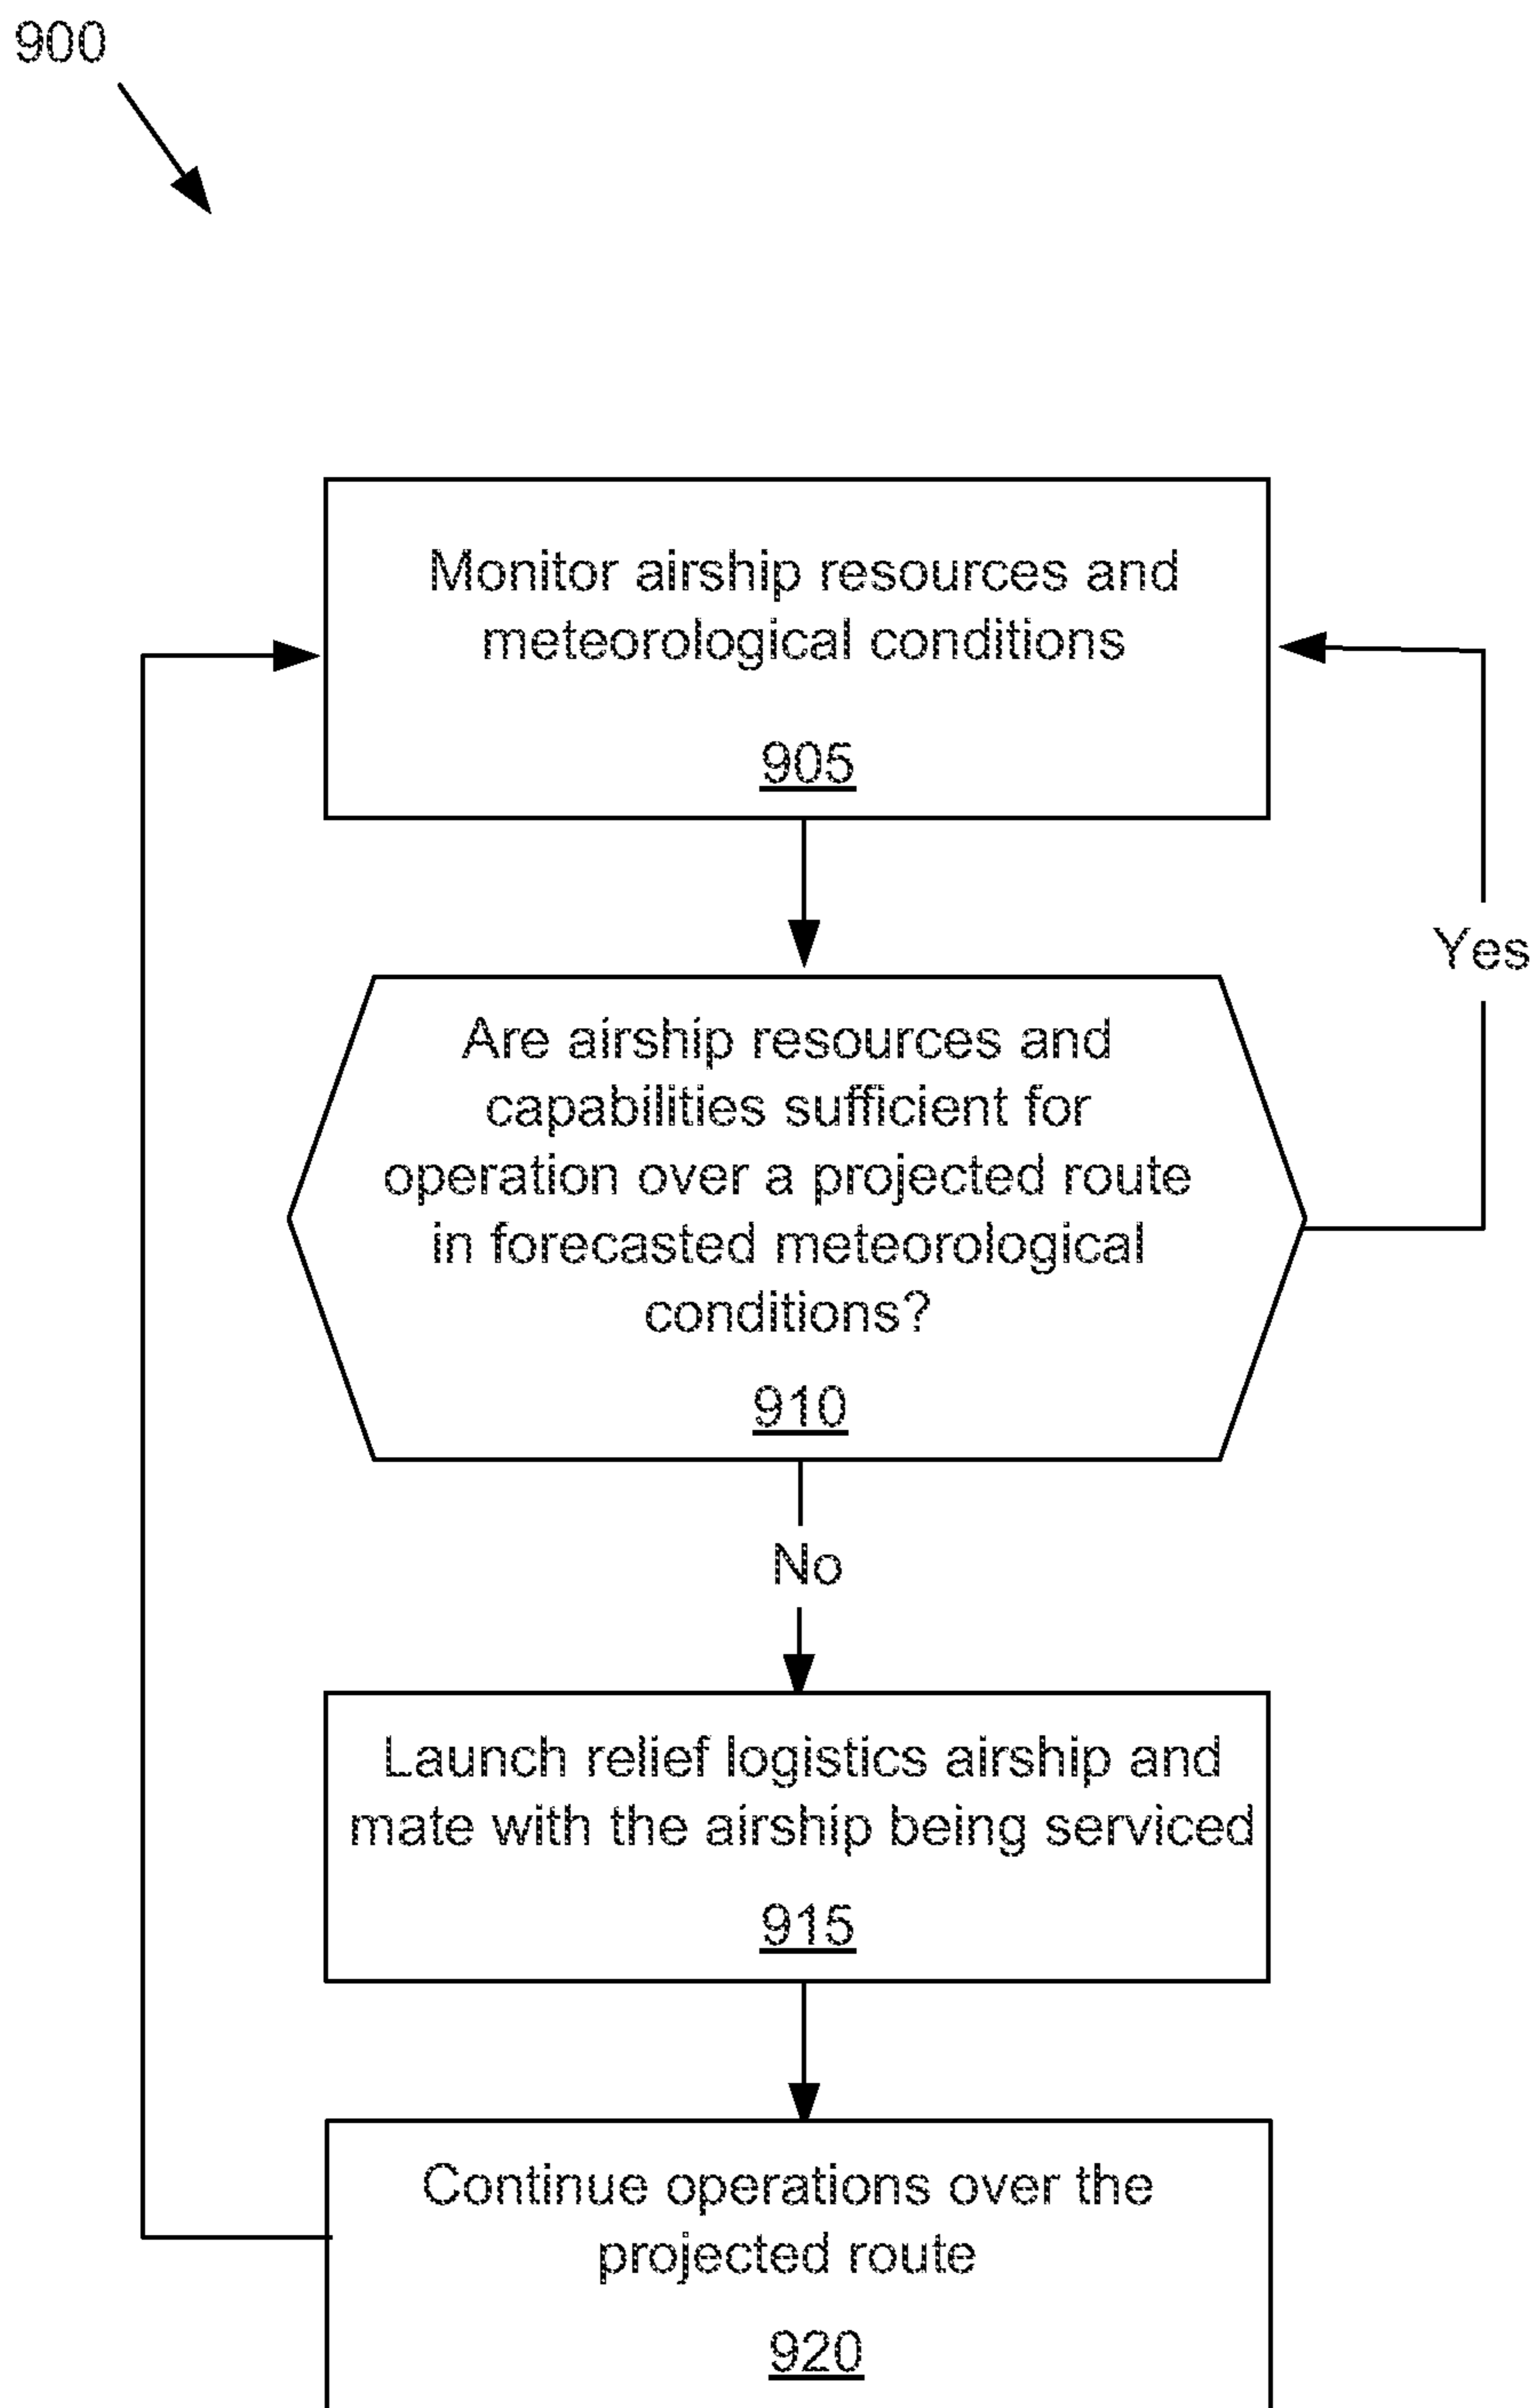 900
Monitor airship resources and
meteorological conditions
905
Are airship resources and
capabilities sufficient for
operation over a projected route
in forecasted meteorological
conditions?
910
Yes
No
Launch relief logistics airship and
mate with the airship being serviced
915
Continue operations over the
projected route
920